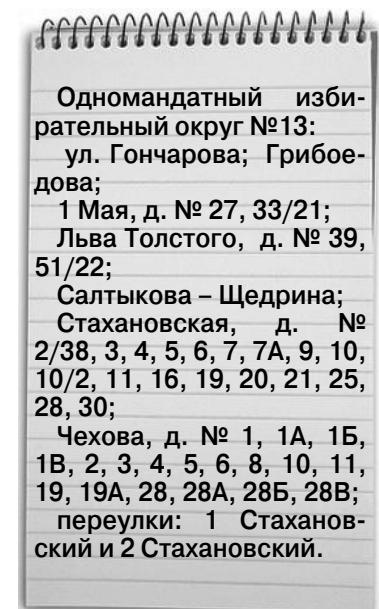 Одномандатный изби-
рательный округ №13:
ул. Гончарова; Грибое-
дова;
1 Мая, д. № 27, 33/21;
Льва Толстого, д. № 39,
51/22;
Салтыкова – Щедрина;
Стахановская, д. №
2/38, 3, 4, 5, 6, 7, 7А, 9, 10,
10/2, 11, 16, 19, 20, 21, 25,
28, 30;
Чехова, д. № 1, 1А, 1Б,
1В, 2, 3, 4, 5, 6, 8, 10, 11,
19, 19А, 28, 28А, 28Б, 28В;
переулки: 1 Стаханов-
ский и 2 Стахановский.